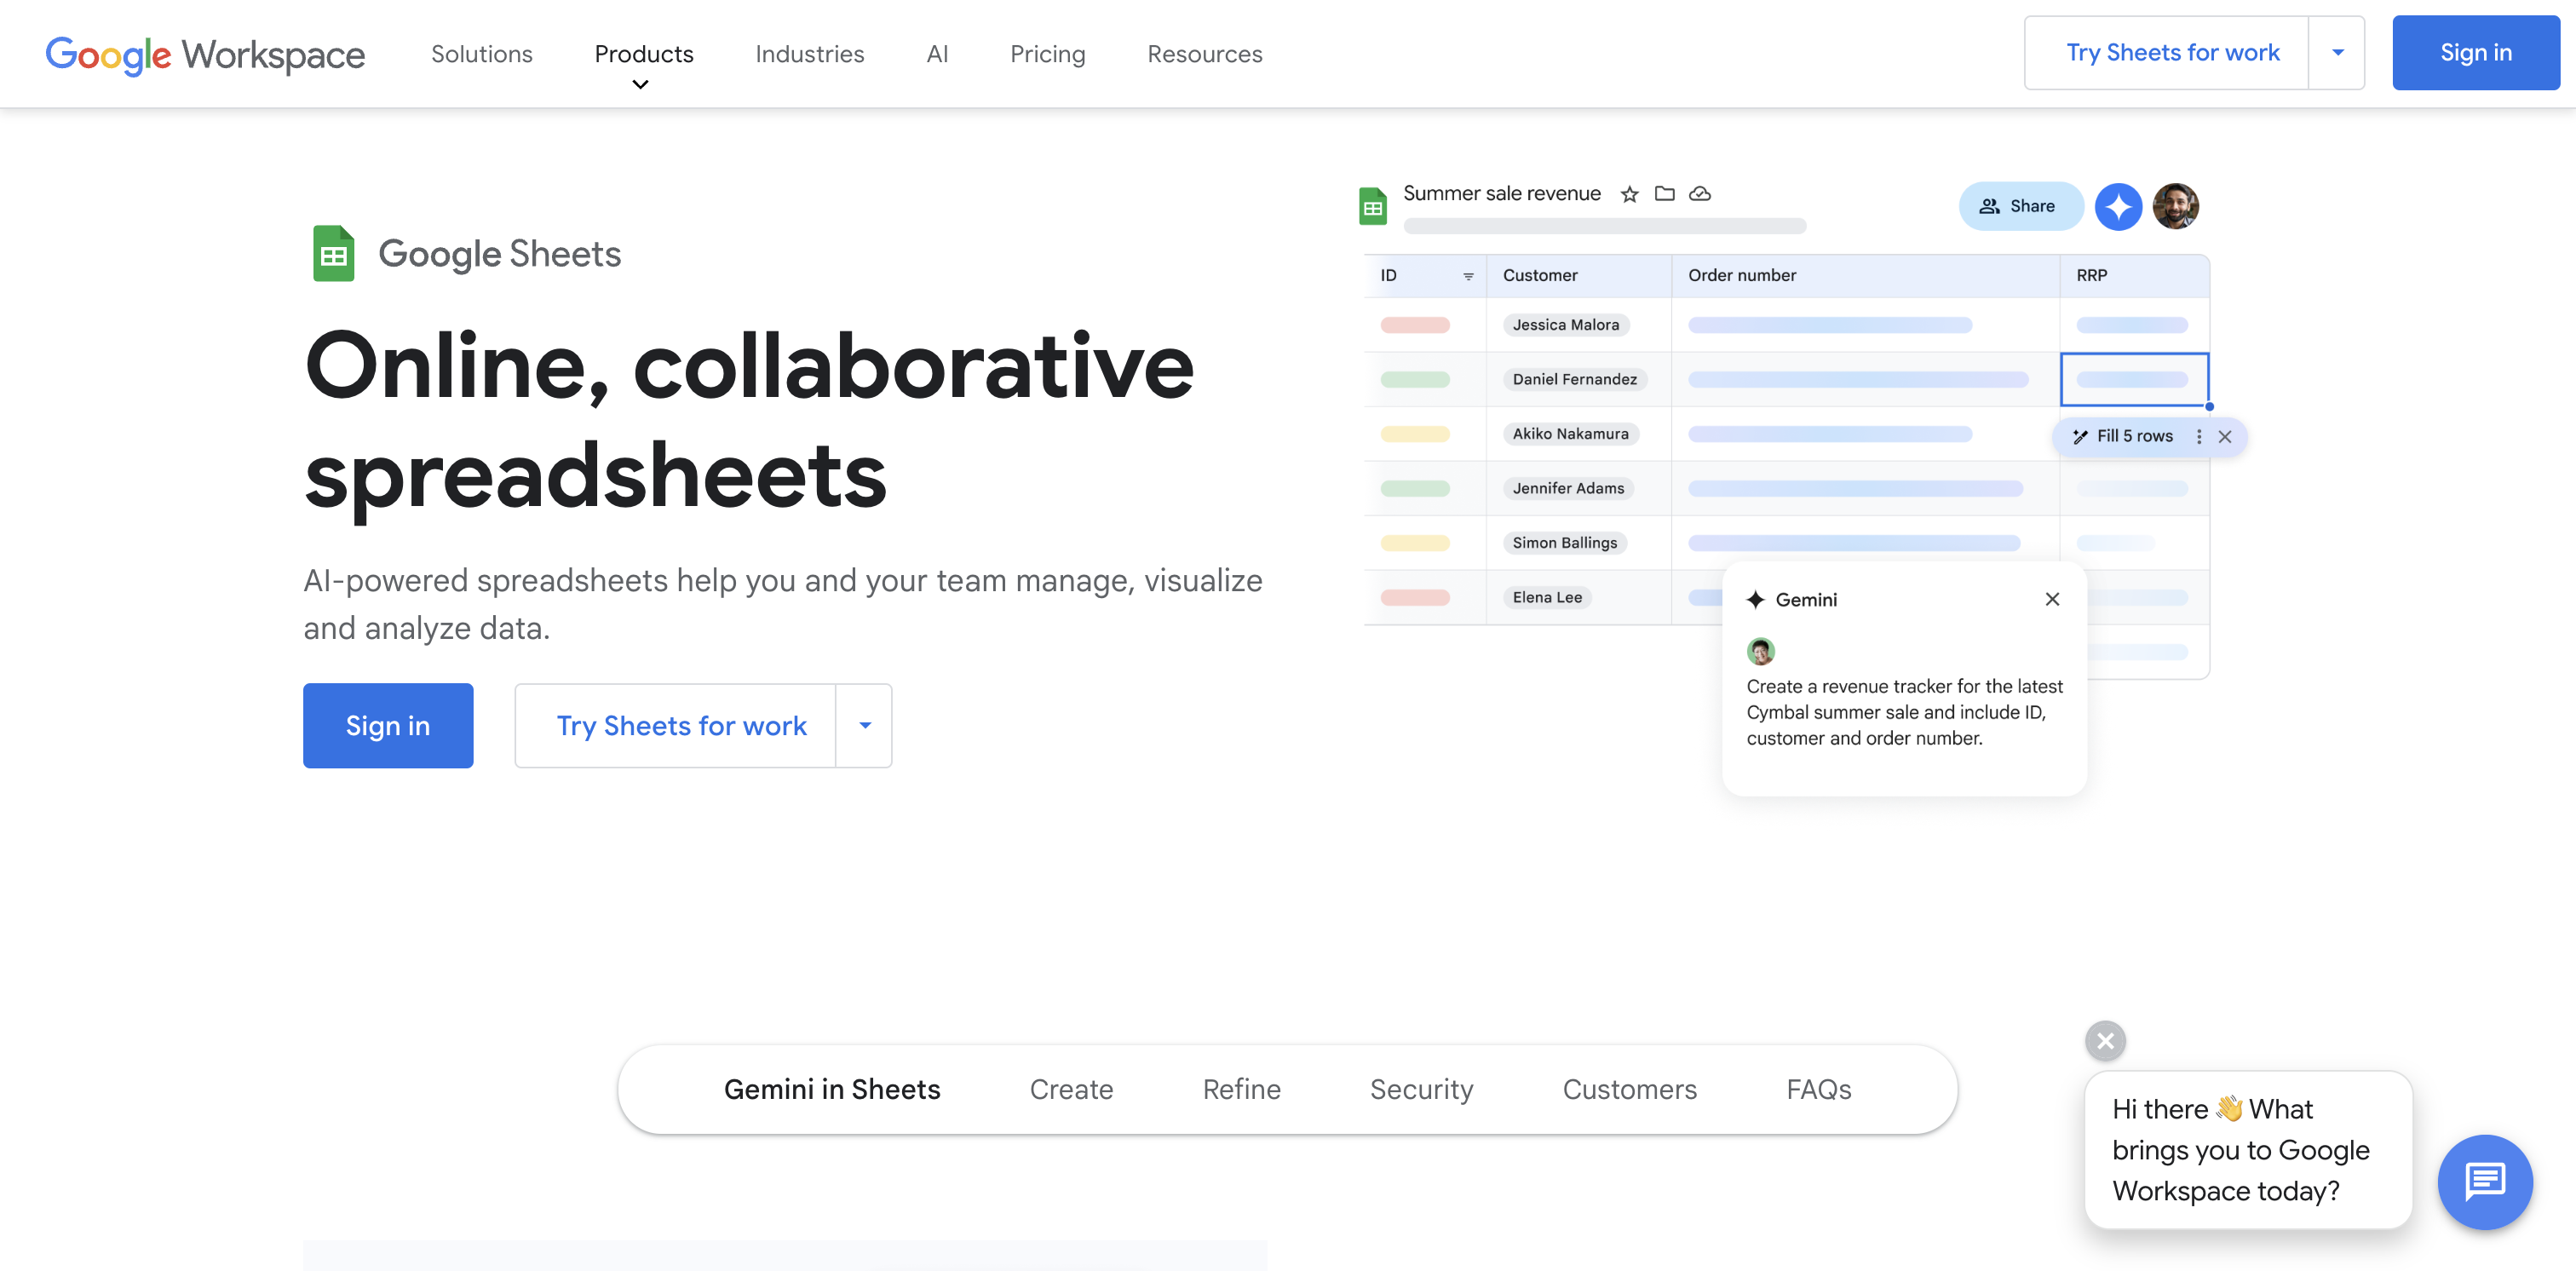 Google Workspace
Solutions
Products
Industries
AI
Pricing
Resources
Try Sheets for work
Sign in
Google Sheets
Online, collaborative
spreadsheets
AI-powered spreadsheets help you and your team manage, visualize
and analyze data.
Sign in
Try Sheets for work
Summer sale revenue
Share
ID
Customer
Order number
RRP
Jessica Malora
Daniel Fernandez
Akiko Nakamura
Fill 5 rows
Jennifer Adams
Simon Ballings
Elena Lee
Gemini
Create a revenue tracker for the latest
Cymbal summer sale and include ID,
customer and order number.
Gemini in Sheets
Create
Refine
Security
Customers
FAQs
Hi there 👋 What
brings you to Google
Workspace today?